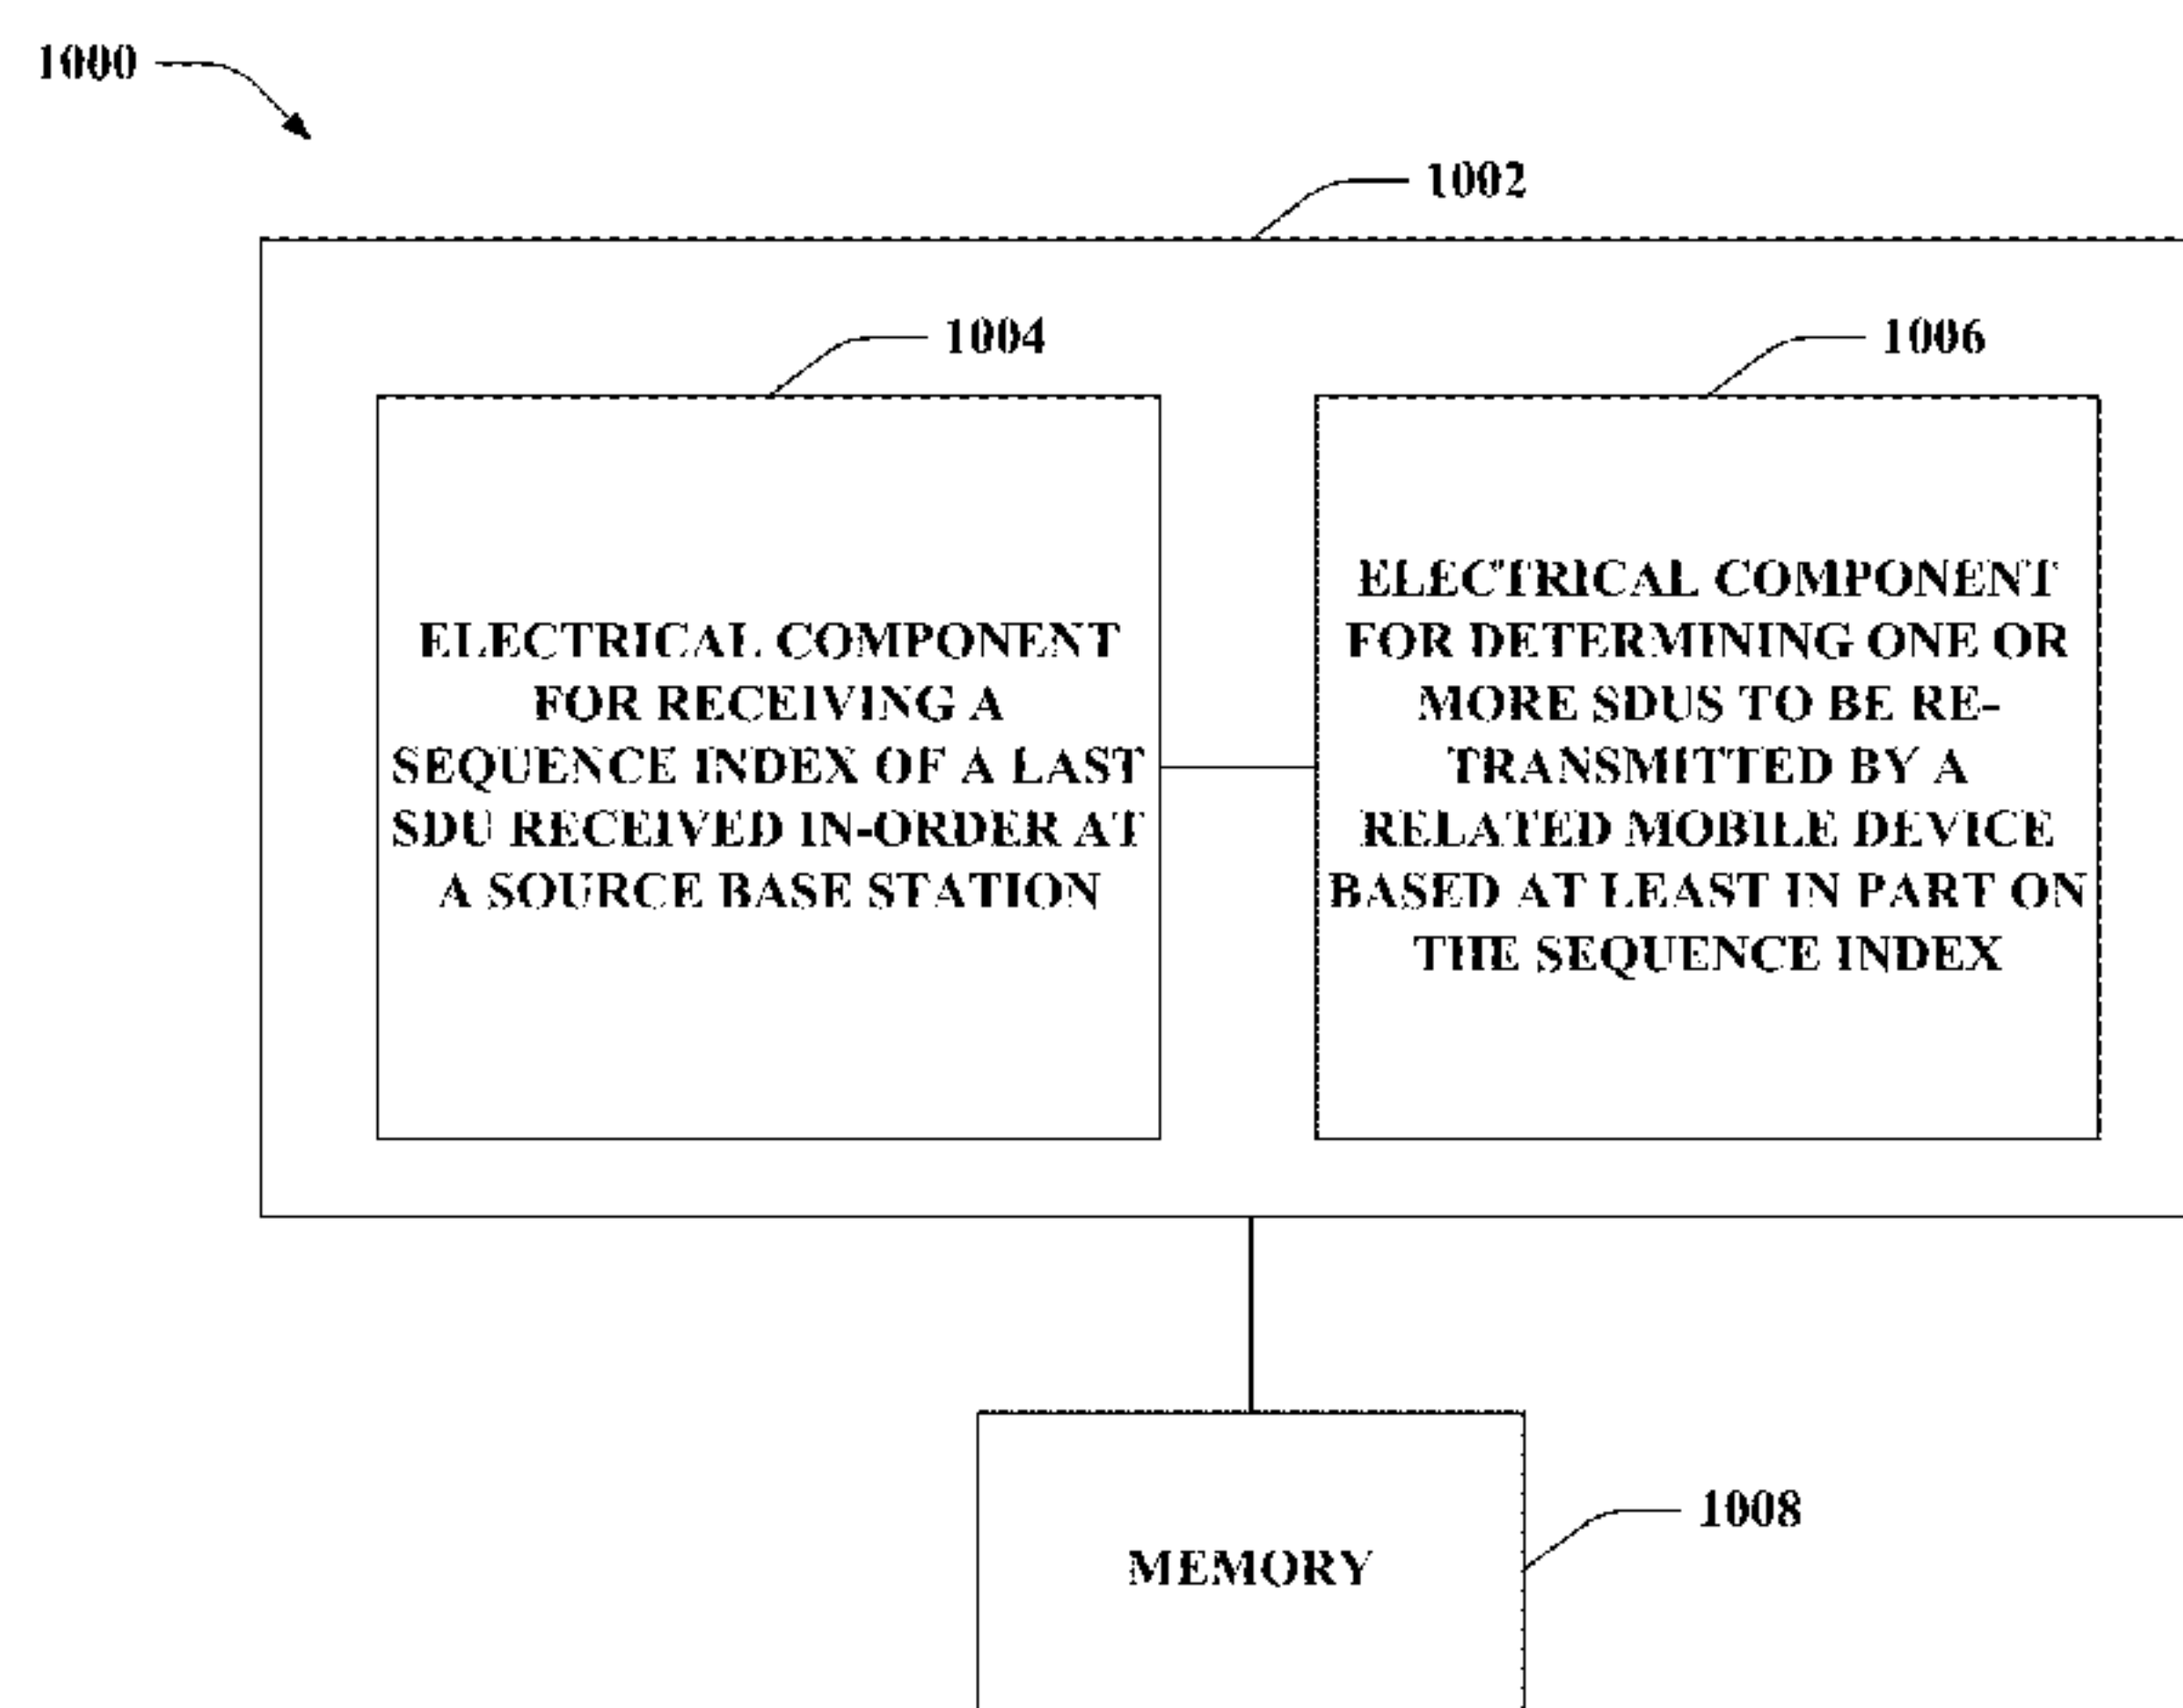 1000
1002
1004
1006
ELECTRICAL COMPONENT
FOR RECEIVING A
SEQUENCE INDEX OF A LAST
SDU RECEIVED IN-ORDER AT
A SOURCE BASE STATION
ELECTRICAL COMPONENT
FOR DETERMINING ONE OR
MORE SDUS TO BE RE-
TRANSMITTED BY A
RELATED MOBILE DEVICE
BASED AT LEAST IN PART ON
THE SEQUENCE INDEX
1008
MEMORY